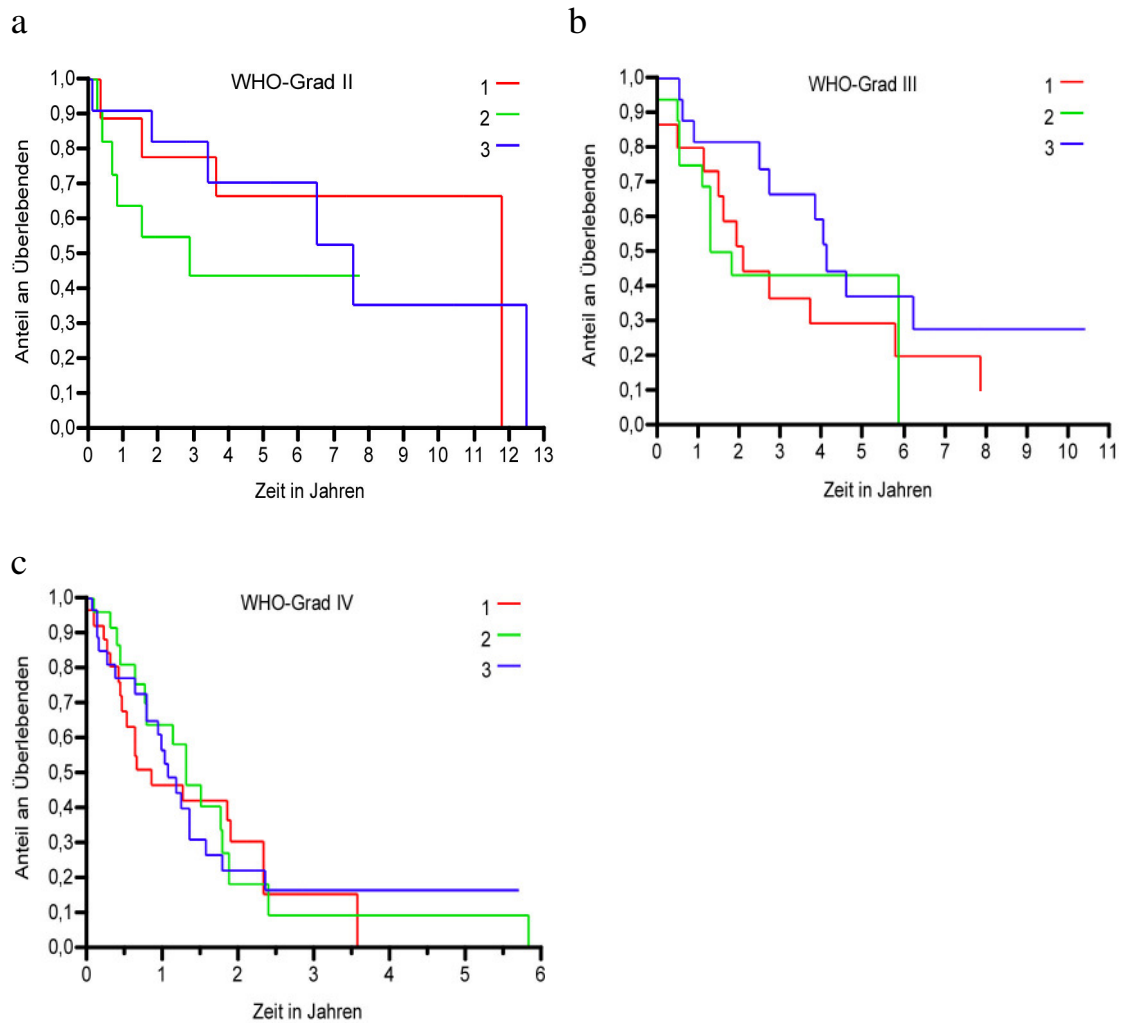 a
WHO-Grad II
1
2
3
Anteil an Überlebenden
1,0
0,9
0,8
0,7
0,6
0,5
0,4
0,3
0,2
0,1
0,0
0 1 2 3 4 5 6 7 8 9 10 11 12 13
Zeit in Jahren
b
WHO-Grad III
1
2
3
Anteil an Überlebenden
1,0
0,9
0,8
0,7
0,6
0,5
0,4
0,3
0,2
0,1
0,0
0 1 2 3 4 5 6 7 8 9 10 11
Zeit in Jahren
c
WHO-Grad IV
1
2
3
Anteil an Überlebenden
1,0
0,9
0,8
0,7
0,6
0,5
0,4
0,3
0,2
0,1
0,0
0 1 2 3 4 5 6
Zeit in Jahren